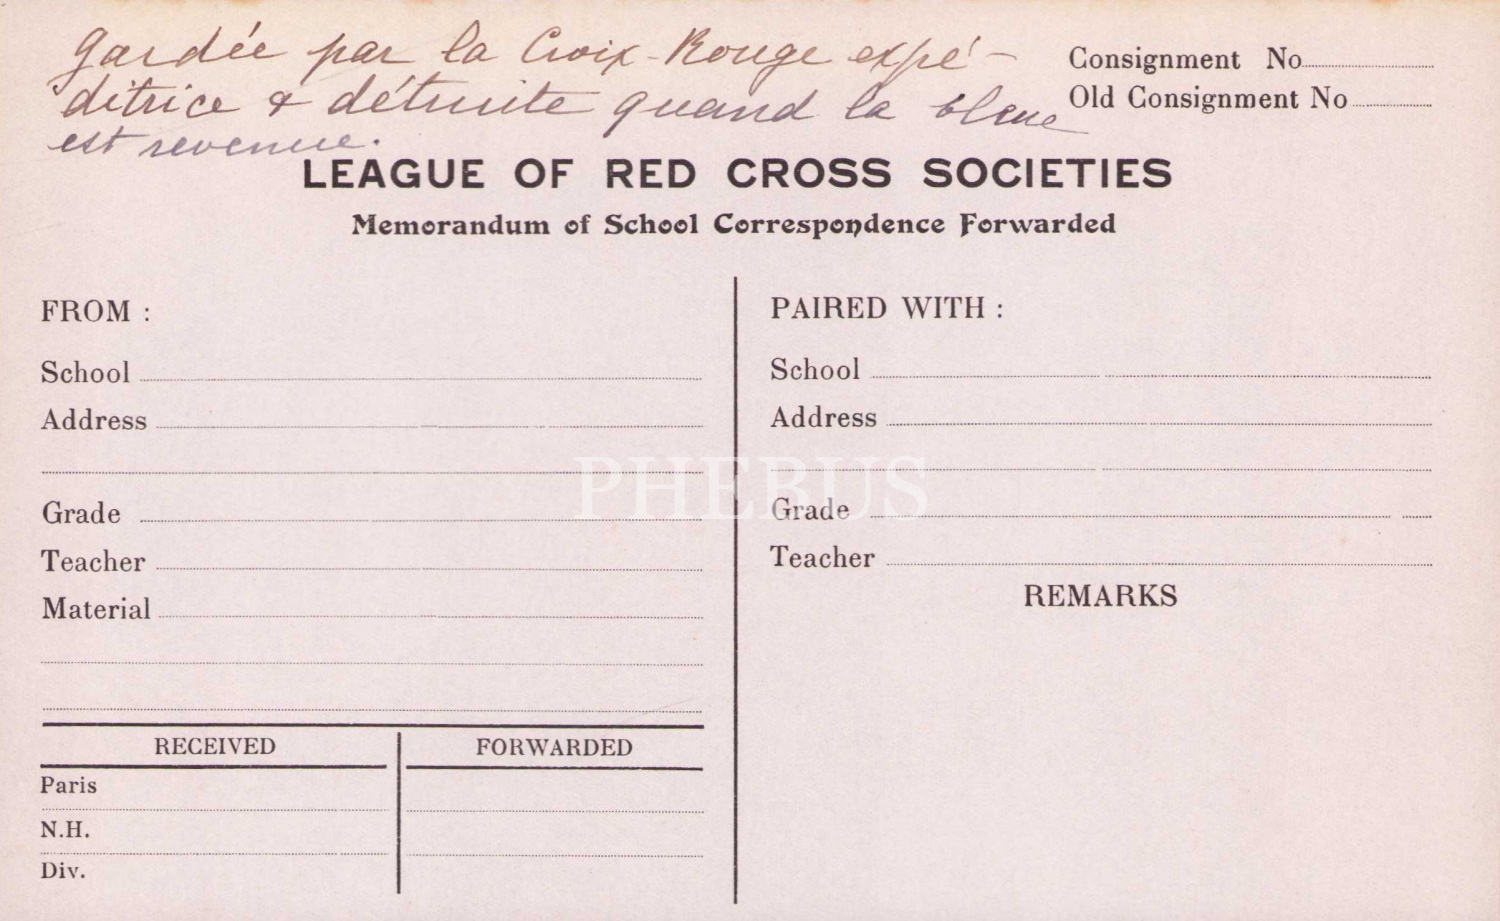 Gardée par la Croix-Rouge expé-
ditrice & détruite quand la bleue
est revenue.
Consignment No
Old Consignment No
LEAGUE OF RED CROSS SOCIETIES
Memorandum of School Correspondence Forwarded
FROM :
School
Address
Grade
Teacher
Material
RECEIVED FORWARDED
Paris
N.H.
Div.
PAIRED WITH :
School
Address
Grade
Teacher
REMARKS
PHEBUS